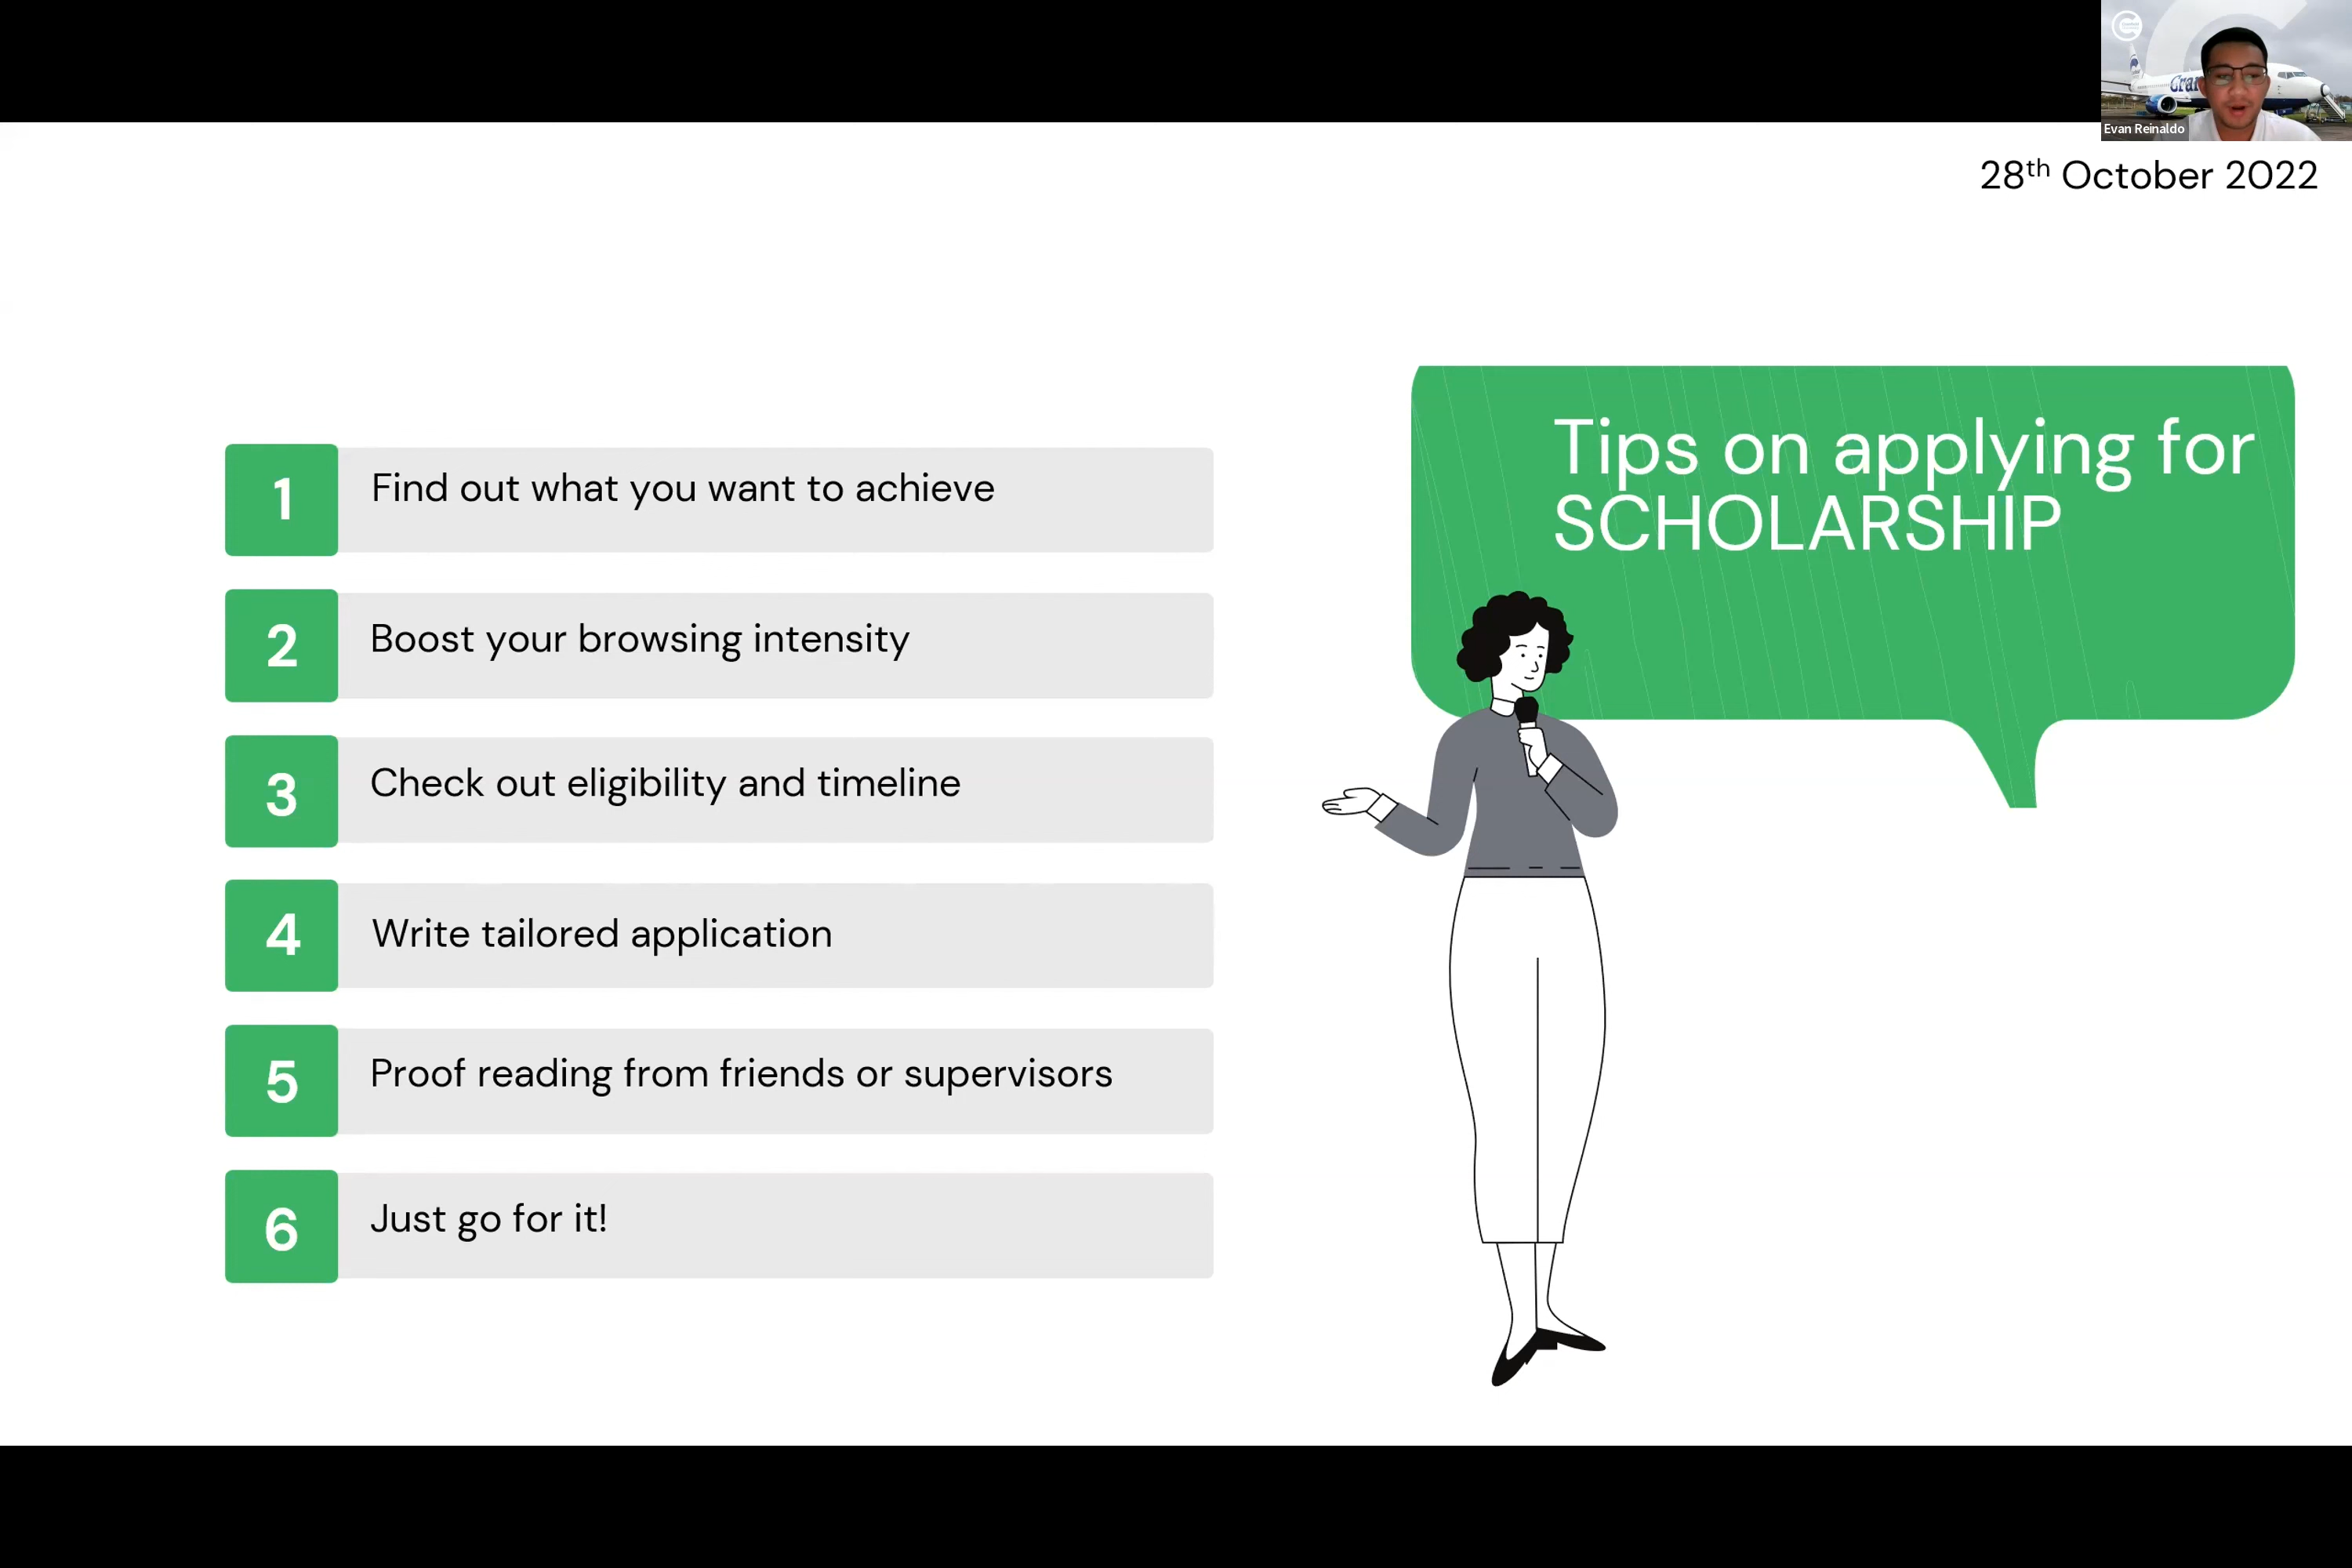 Evan Reinaldo
28th October 2022
Tips on applying for
SCHOLARSHIP
1 Find out what you want to achieve
2 Boost your browsing intensity
3 Check out eligibility and timeline
4 Write tailored application
5 Proof reading from friends or supervisors
6 Just go for it!